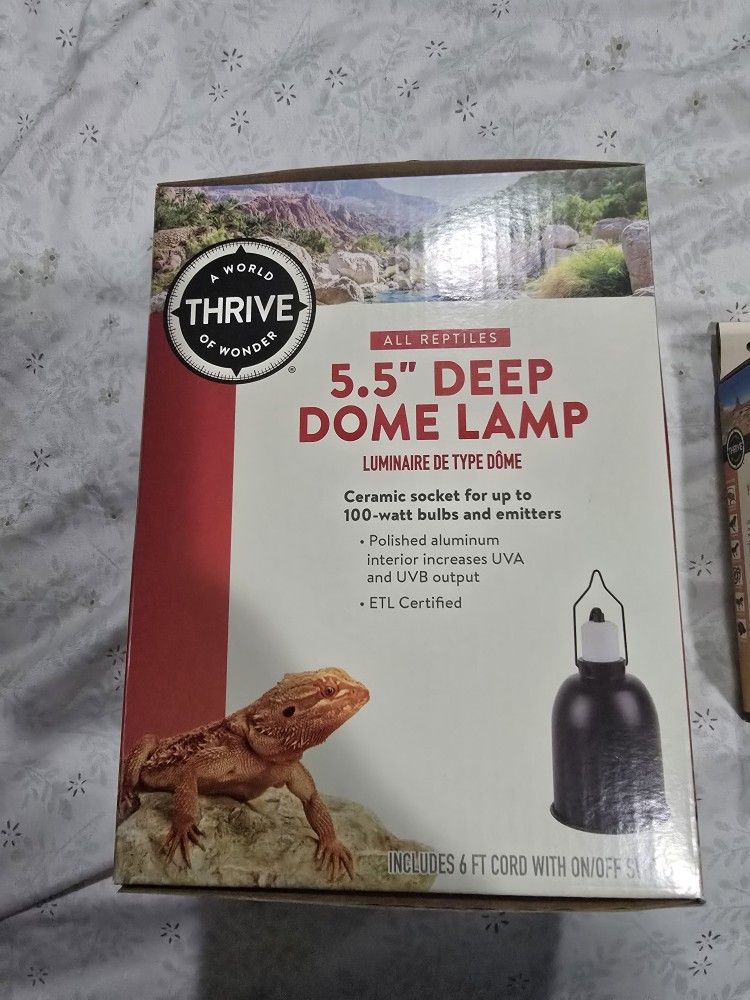 A WORLD
THRIVE
OF WONDER
®
ALL REPTILES
5.5" DEEP
DOME LAMP
LUMINAIRE DE TYPE DÔME
Ceramic socket for up to
100-watt bulbs and emitters
• Polished aluminum
interior increases UVA
and UVB output
• ETL Certified
INCLUDES 6 FT CORD WITH ON/OFF
THRIVE